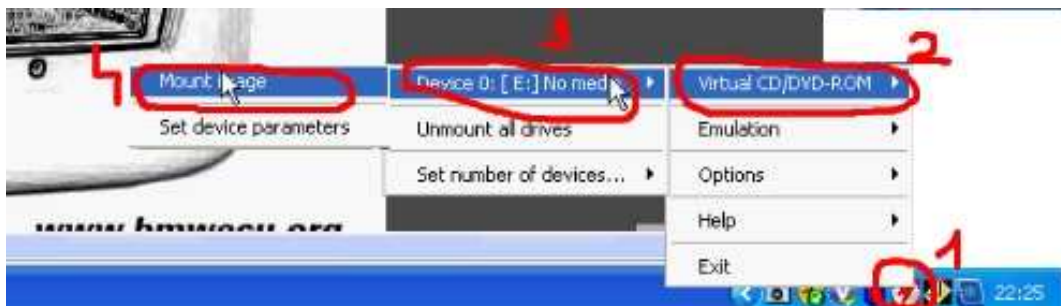 4
Mount image
Set device parameters
3
Device 0: [E:] No media
Unmount all drives
Set number of devices...
2
Virtual CD/DVD-ROM
Emulation
Options
Help
Exit
www.bmwecu.org
1
22:25